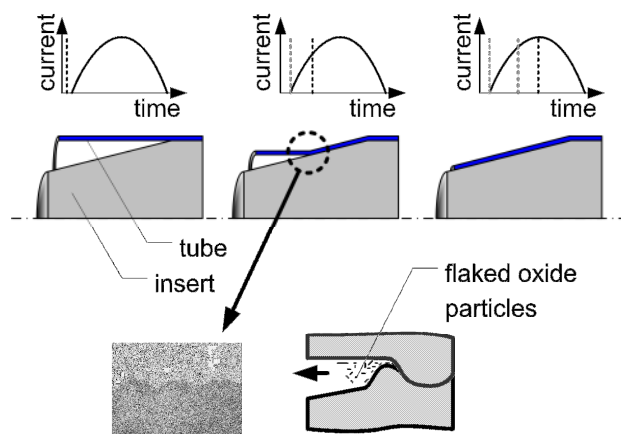 current
time
current
time
current
time
tube
insert
flaked oxide
particles